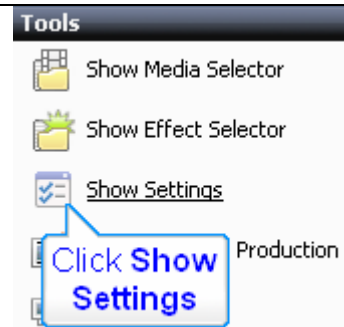 Tools
Show Media Selector
Show Effect Selector
Show Settings
Production
Click Show
Settings